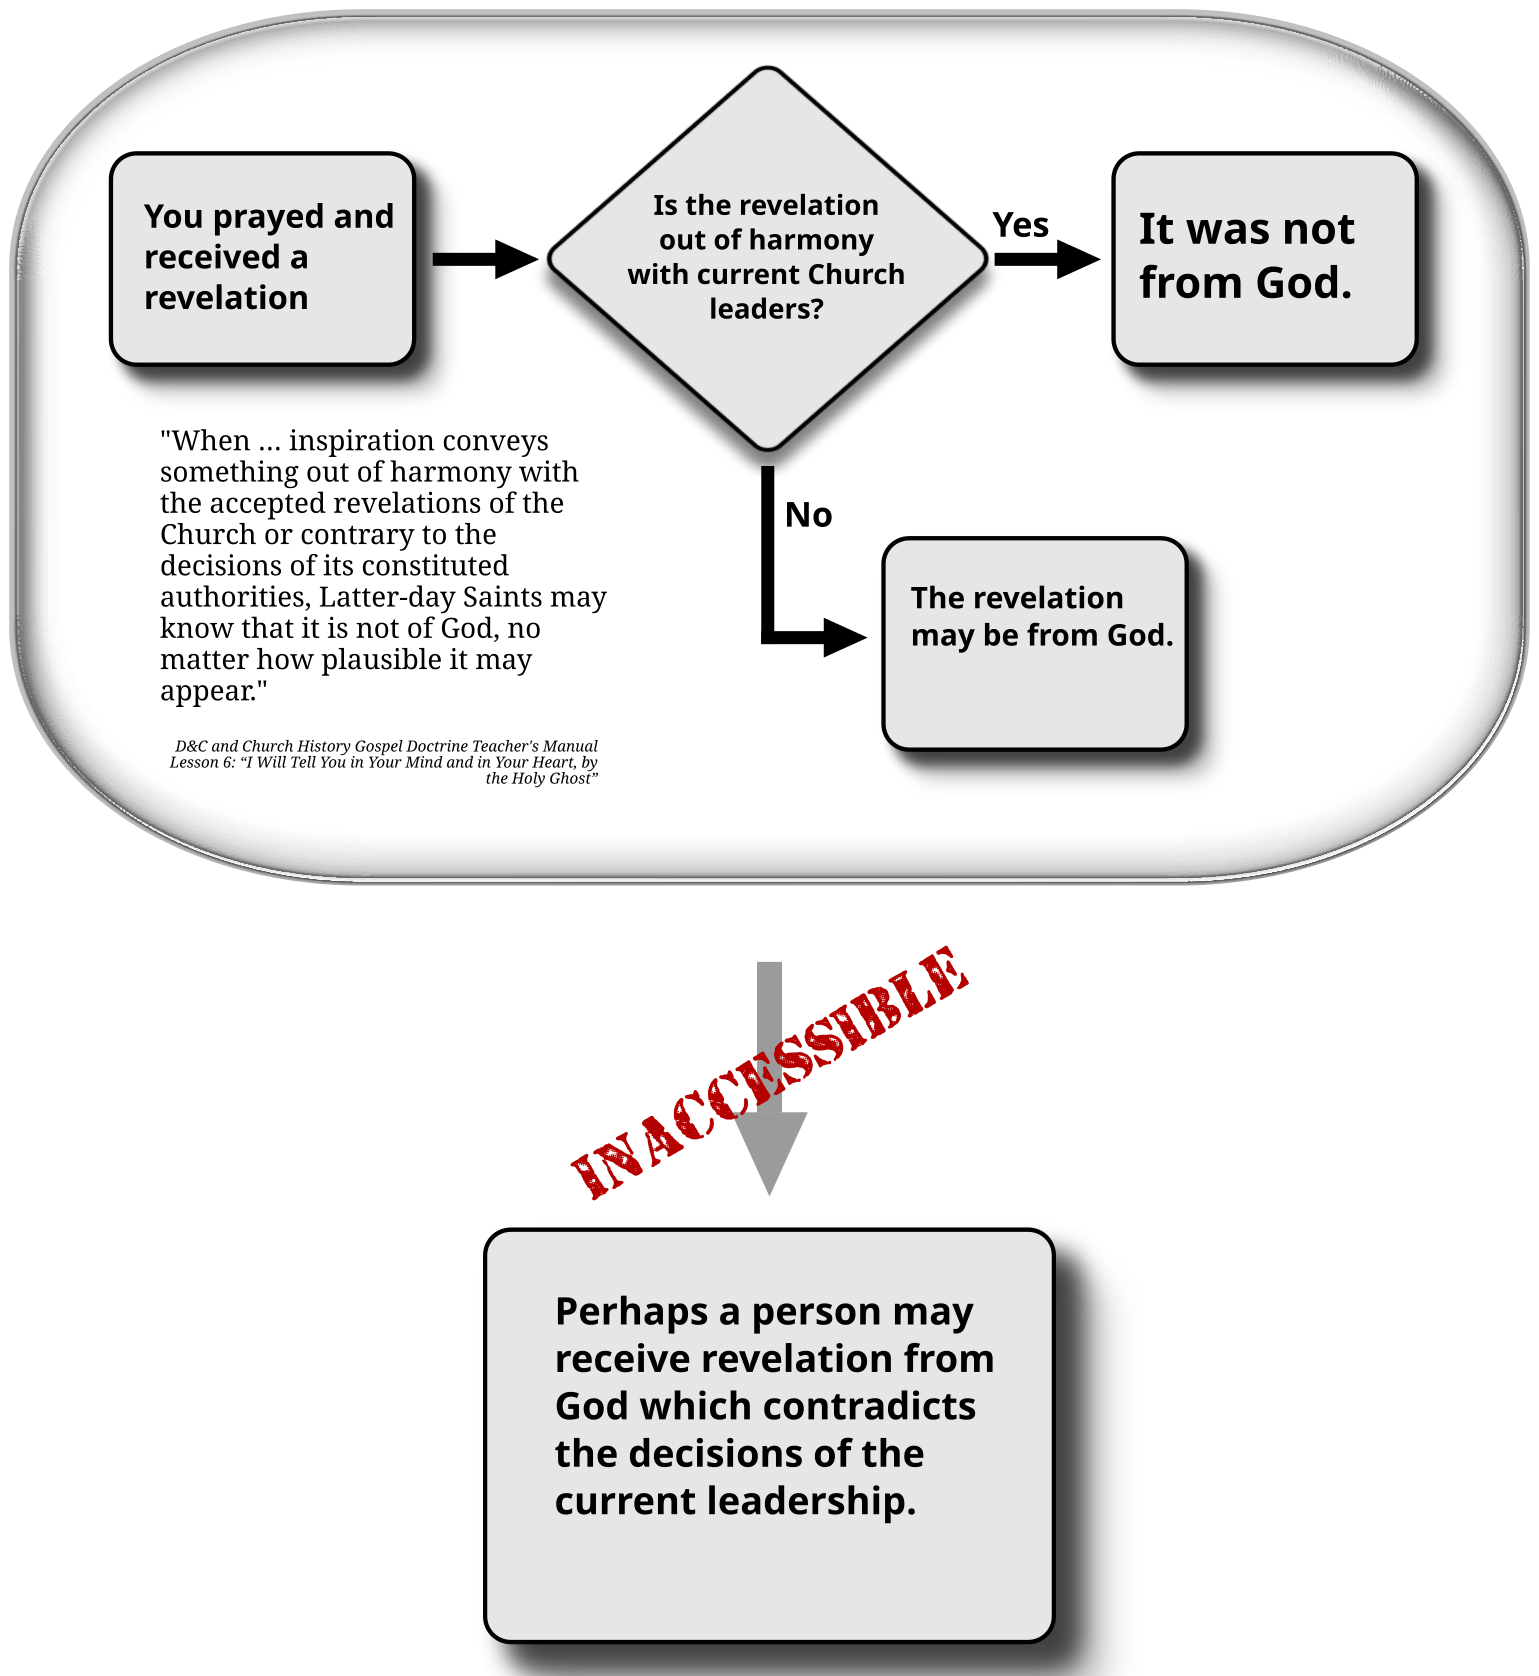 You prayed and
received a
revelation
Is the revelation
out of harmony
with current Church
leaders?
Yes
It was not
from God.
"When ... inspiration conveys
something out of harmony with
the accepted revelations of the
Church or contrary to the
decisions of its constituted
authorities, Latter-day Saints may
know that it is not of God, no
matter how plausible it may
appear."
D&C and Church History Gospel Doctrine Teacher's Manual
Lesson 6: “I Will Tell You in Your Mind and in Your Heart, by
the Holy Ghost”
No
The revelation
may be from God.
INACCESSIBLE
Perhaps a person may
receive revelation from
God which contradicts
the decisions of the
current leadership.